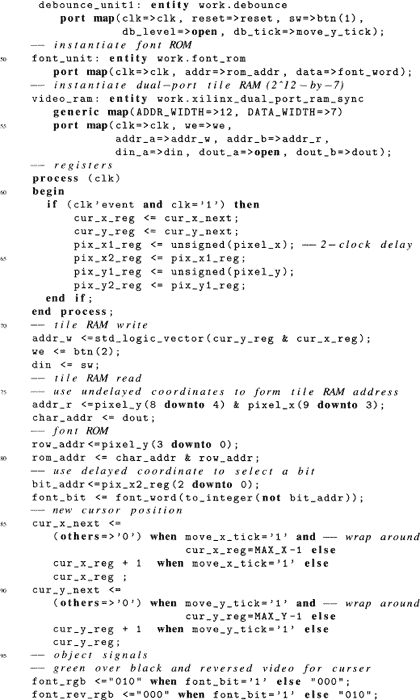 debounce_unit1: entity work.debounce
port map(clk=>clk, reset=>reset, sw=>btn(1),
db_level=>open, db_tick=>move_y_tick);
-- instantiate font ROM
50 font_unit: entity work.font_rom
port map(clk=>clk, addr=>rom_addr, data=>font_word);
-- instantiate dual-port tile RAM (2^12-by-7)
video_ram: entity work.xilinx_dual_port_ram_sync
generic map(ADDR_WIDTH=>12, DATA_WIDTH=>7)
55 port map(clk=>clk, we=>we,
addr_a=>addr_w, addr_b=>addr_r,
din_a=>din, dout_a=>open, dout_b=>dout);
-- registers
process (clk)
60 begin
if (clk'event and clk='1') then
cur_x_reg <= cur_x_next;
cur_y_reg <= cur_y_next;
pix_x1_reg <= unsigned(pixel_x); -- 2-clock delay
65 pix_x2_reg <= pix_x1_reg;
pix_y1_reg <= unsigned(pixel_y);
pix_y2_reg <= pix_y1_reg;
end if;
end process;
70 -- tile RAM write
addr_w <=std_logic_vector(cur_y_reg & cur_x_reg);
we <= btn(2);
din <= sw;
-- tile RAM read
75 -- use undelayed coordinates to form tile RAM address
addr_r <=pixel_y(8 downto 4) & pixel_x(9 downto 3);
char_addr <= dout;
-- font ROM
row_addr<=pixel_y(3 downto 0);
80 rom_addr <= char_addr & row_addr;
-- use delayed coordinate to select a bit
bit_addr<=pix_x2_reg(2 downto 0);
font_bit <= font_word(to_integer(not bit_addr));
-- new cursor position
85 cur_x_next <=
(others=>'0') when move_x_tick='1' and -- wrap around
cur_x_reg=MAX_X-1 else
cur_x_reg + 1 when move_x_tick='1' else
cur_x_reg ;
90 cur_y_next <=
(others=>'0') when move_y_tick='1' and -- wrap around
cur_y_reg=MAX_Y-1 else
cur_y_reg + 1 when move_y_tick='1' else
cur_y_reg;
95 -- object signals
-- green over black and reversed video for curser
font_rgb <="010" when font_bit='1' else "000";
font_rev_rgb <="000" when font_bit='1' else "010";